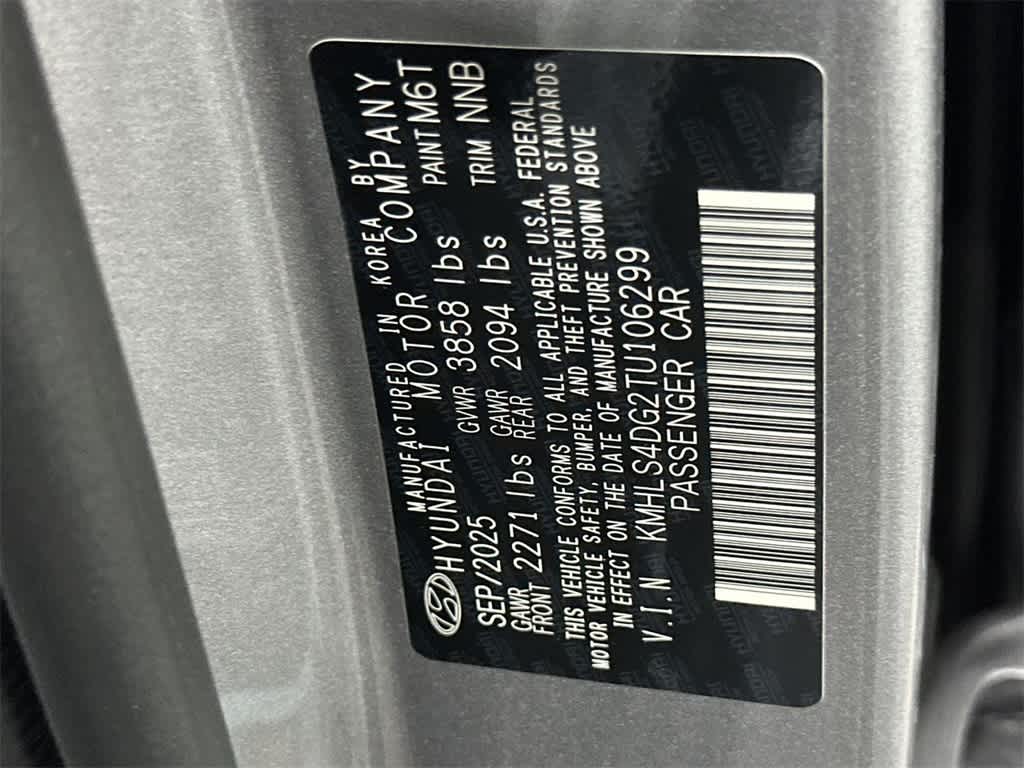 MANUFACTURED IN KOREA BY
HYUNDAI MOTOR COMPANY
SEP/2025 GVWR 3858 lbs PAINT M6T
GAWR FRONT 2271 lbs GAWR REAR 2094 lbs TRIM NNB
THIS VEHICLE CONFORMS TO ALL APPLICABLE U.S.A. FEDERAL
MOTOR VEHICLE SAFETY, BUMPER, AND THEFT PREVENTION STANDARDS
IN EFFECT ON THE DATE OF MANUFACTURE SHOWN ABOVE
V.I.N KMHLS4DG2TU106299
PASSENGER CAR